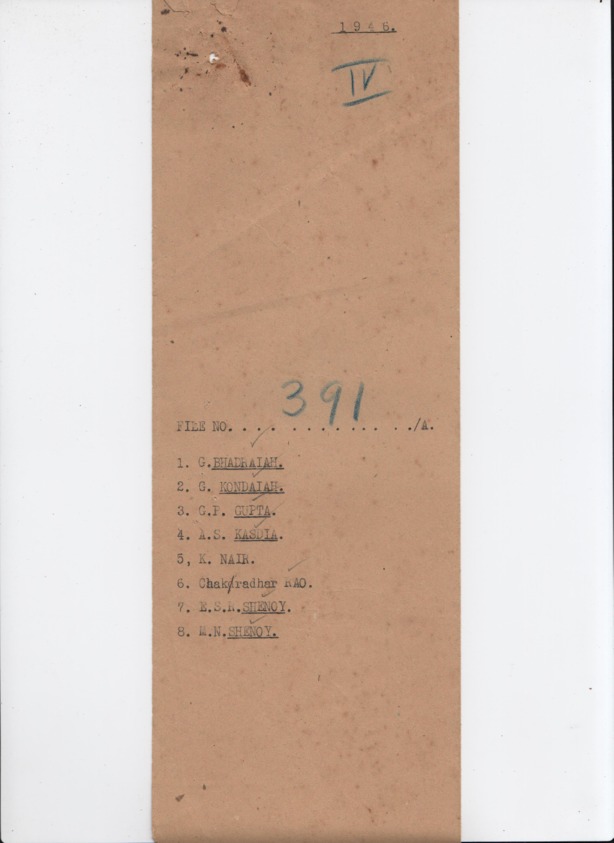 1946.
IV
391
FILE NO. . . . . . . . . . . . . . ./A.
1. G.BHADRAIAH.
2. G. KONDAIAH.
3. G.P. GUPTA.
4. A.S. KASDIA.
5, K. NAIR.
6. Chakdradhar RAO.
7. E.S.R.SHENOY.
8. M.N.SHENOY.